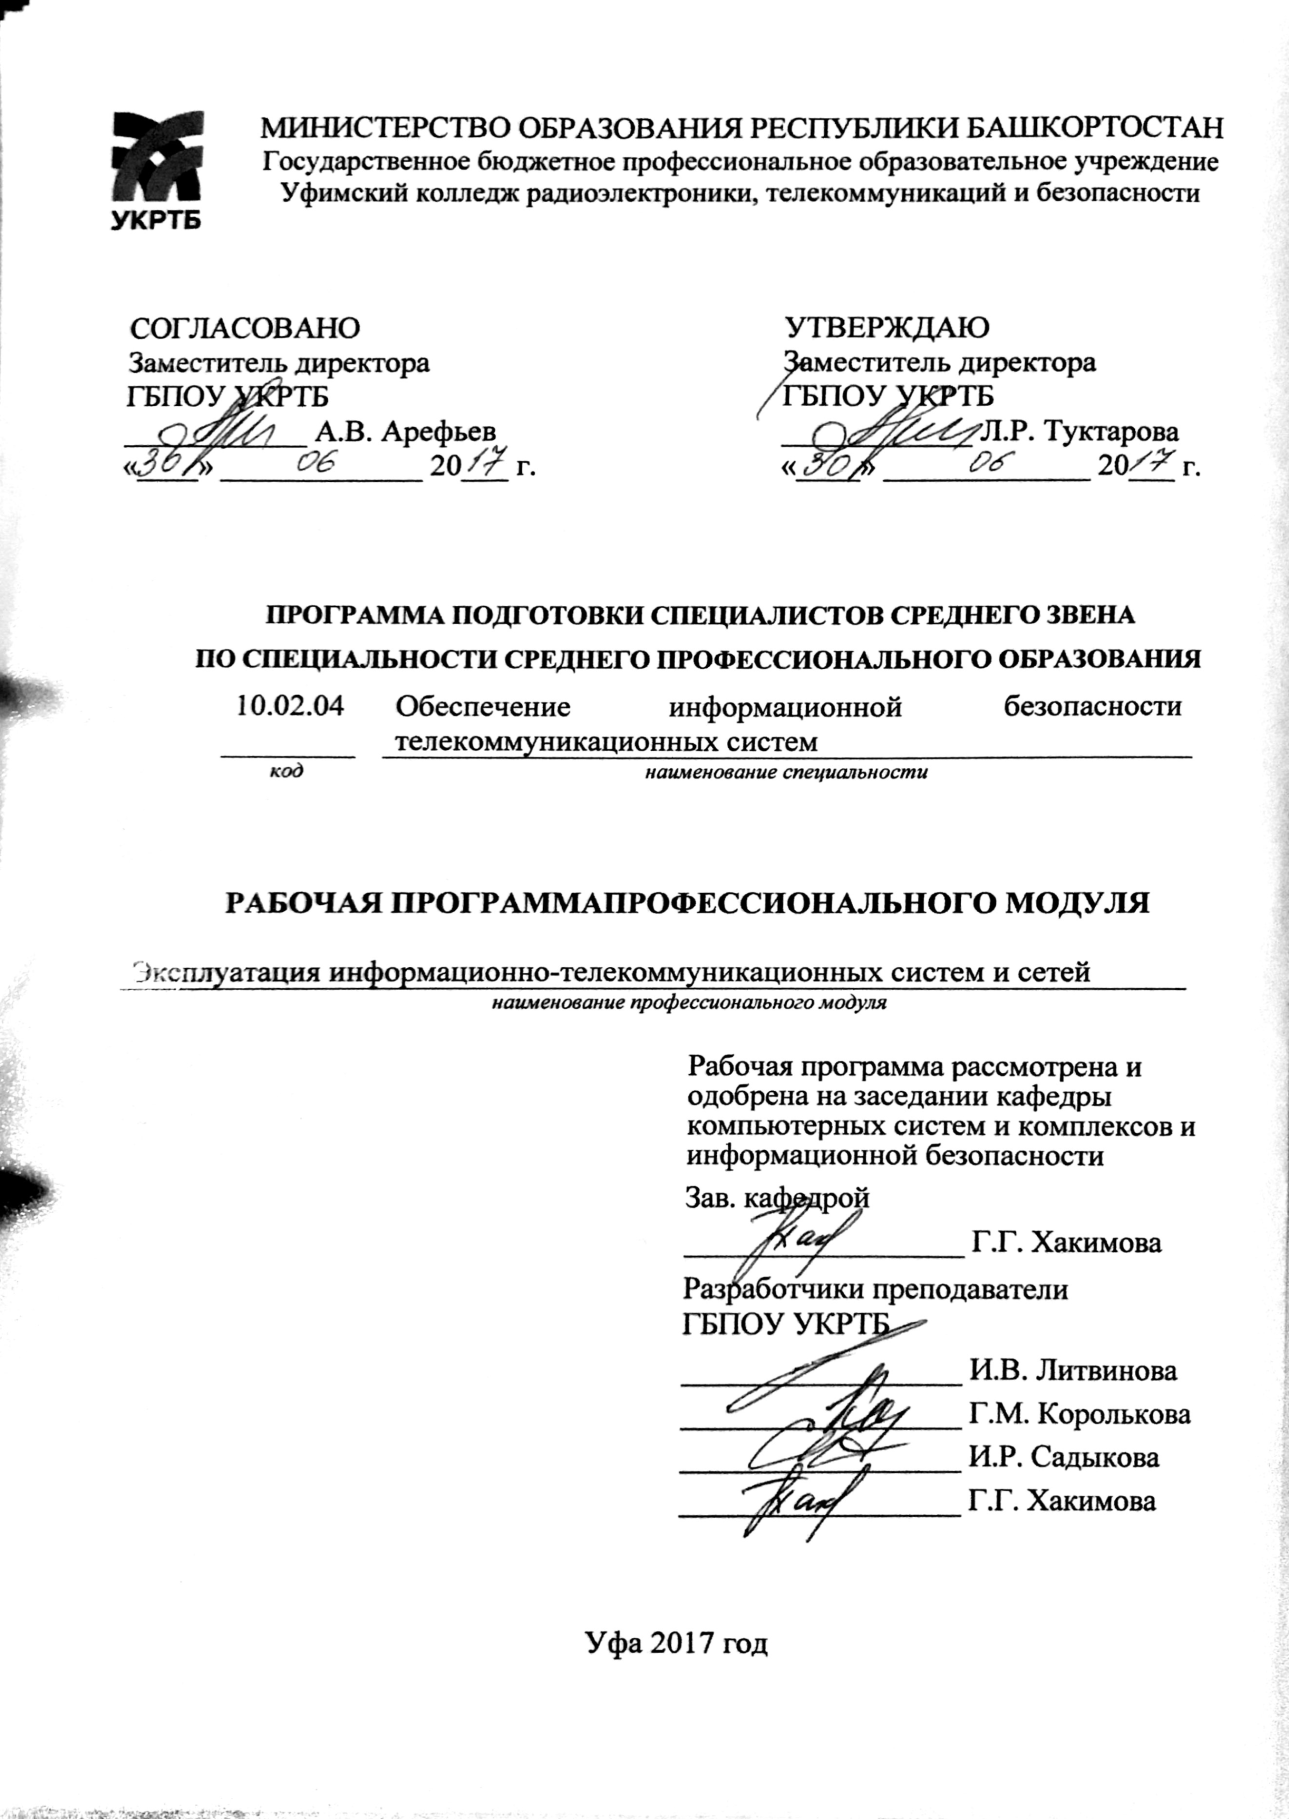 МИНИСТЕРСТВО ОБРАЗОВАНИЯ РЕСПУБЛИКИ БАШКОРТОСТАН
Государственное бюджетное профессиональное образовательное учреждение
Уфимский колледж радиоэлектроники, телекоммуникаций и безопасности
УКРТБ
СОГЛАСОВАНО
Заместитель директора
ГБПОУ УКРТБ
А.В. Арефьев
«30» 06 2017 г.
УТВЕРЖДАЮ
Заместитель директора
ГБПОУ УКРТБ
Л.Р. Туктарова
«30» 06 2017 г.
ПРОГРАММА ПОДГОТОВКИ СПЕЦИАЛИСТОВ СРЕДНЕГО ЗВЕНА
ПО СПЕЦИАЛЬНОСТИ СРЕДНЕГО ПРОФЕССИОНАЛЬНОГО ОБРАЗОВАНИЯ
10.02.04 Обеспечение информационной безопасности
телекоммуникационных систем
код наименование специальности
РАБОЧАЯ ПРОГРАММАПРОФЕССИОНАЛЬНОГО МОДУЛЯ
Эксплуатация информационно-телекоммуникационных систем и сетей
наименование профессионального модуля
Рабочая программа рассмотрена и
одобрена на заседании кафедры
компьютерных систем и комплексов и
информационной безопасности
Зав. кафедрой
Г.Г. Хакимова
Разработчики преподаватели
ГБПОУ УКРТБ
И.В. Литвинова
Г.М. Королькова
И.Р. Садыкова
Г.Г. Хакимова
Уфа 2017 год